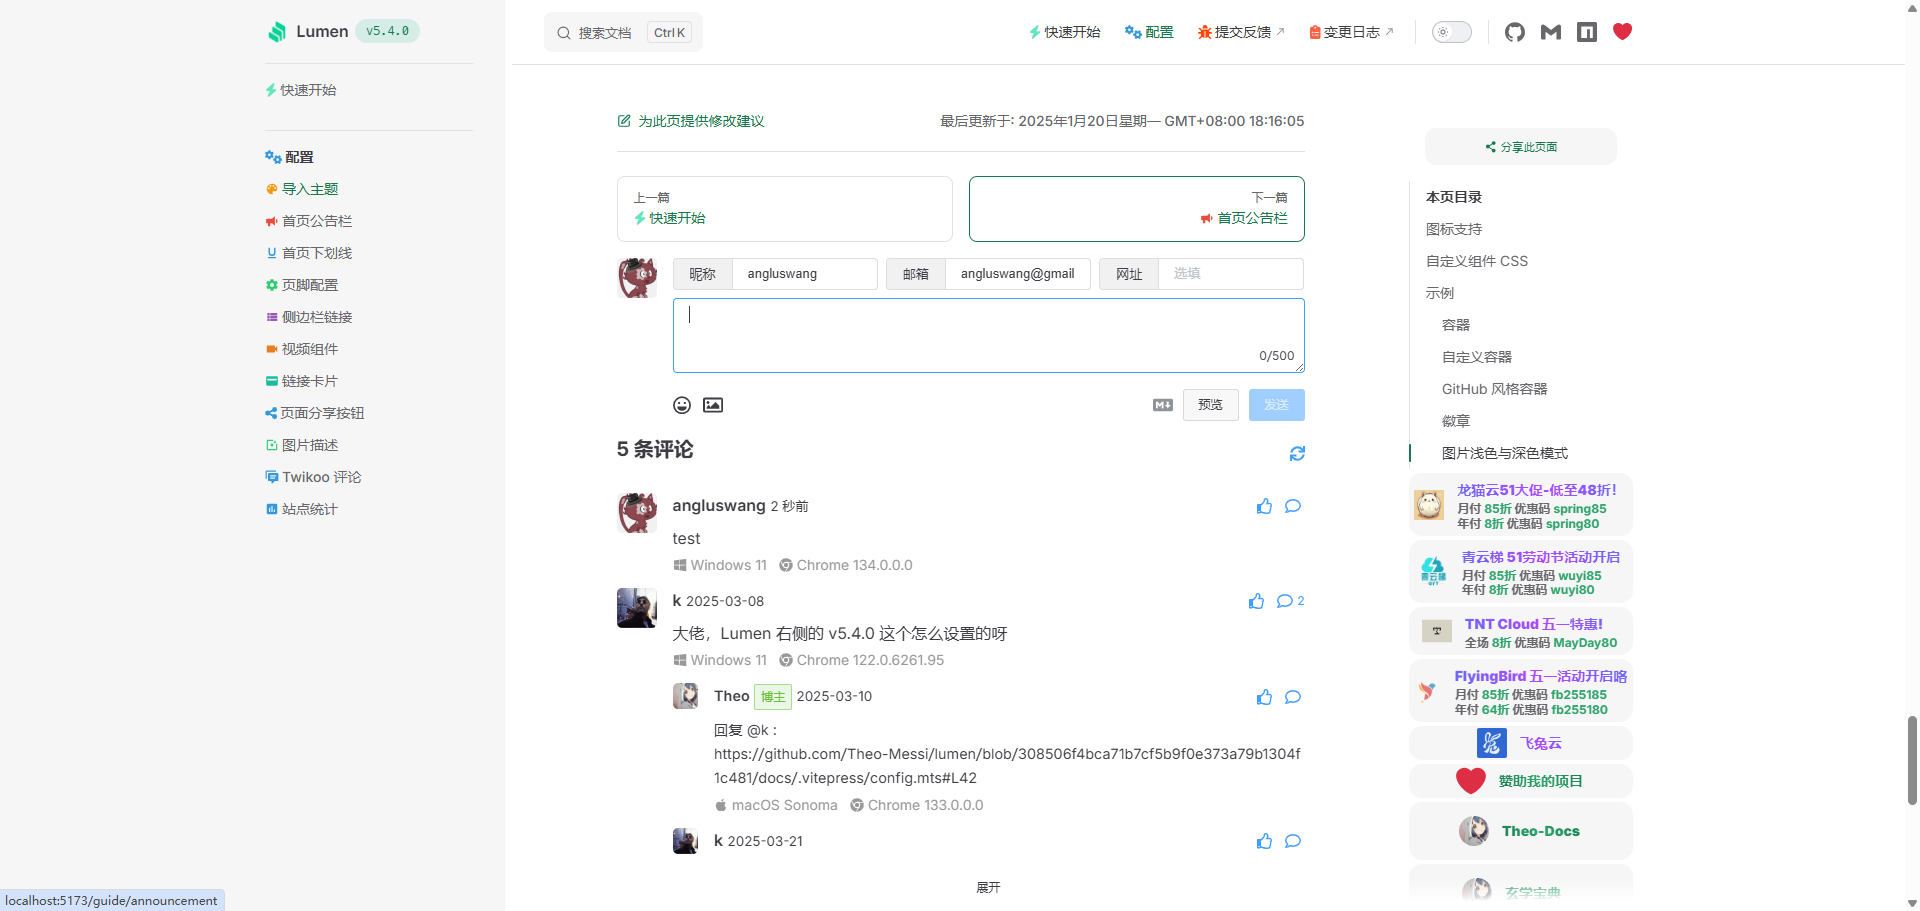 Lumen v5.4.0
快速开始
配置
导入主题
首页公告栏
首页下划线
页脚配置
侧边栏链接
视频组件
链接卡片
页面分享按钮
图片描述
Twikoo 评论
站点统计
搜索文档 Ctrl K
快速开始 配置 提交反馈 变更日志
为此页提供修改建议 最后更新于: 2025年1月20日星期一 GMT+08:00 18:16:05
上一篇
快速开始
下一篇
首页公告栏
昵称 angluswang 邮箱 angluswang@gmail 网址 选填
0/500
预览 发送
5 条评论
angluswang 2 秒前
test
Windows 11 Chrome 134.0.0.0
k 2025-03-08 2
大佬，Lumen 右侧的 v5.4.0 这个怎么设置的呀
Windows 11 Chrome 122.0.6261.95
Theo 博主 2025-03-10
回复 @k :
https://github.com/Theo-Messi/lumen/blob/308506f4bca71b7cf5b9f0e373a79b1304f
1c481/docs/.vitepress/config.mts#L42
macOS Sonoma Chrome 133.0.0.0
k 2025-03-21
展开
分享此页面
本页目录
图标支持
自定义组件 CSS
示例
容器
自定义容器
GitHub 风格容器
徽章
图片浅色与深色模式
龙猫云51大促-低至48折！
月付 85折 优惠码 spring85
年付 8折 优惠码 spring80
青云梯 51劳动节活动开启
月付 85折 优惠码 wuyi85
年付 8折 优惠码 wuyi80
TNT Cloud 五一特惠!
全场 8折 优惠码 MayDay80
FlyingBird 五一活动开启咯
月付 85折 优惠码 fb255185
年付 64折 优惠码 fb255180
飞兔云
赞助我的项目
Theo-Docs
玄学宝典
localhost:5173/guide/announcement